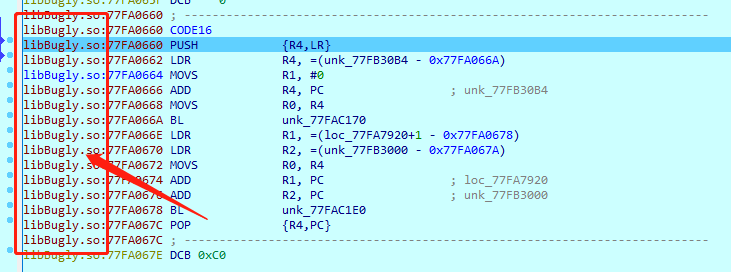 libBugly.so:77FA065F DCB 0
libBugly.so:77FA0660 ; ---------------------------------------------------------------------------
libBugly.so:77FA0660 CODE16
libBugly.so:77FA0660 PUSH {R4,LR}
libBugly.so:77FA0662 LDR R4, =(unk_77FB30B4 - 0x77FA066A)
libBugly.so:77FA0664 MOVS R1, #0
libBugly.so:77FA0666 ADD R4, PC ; unk_77FB30B4
libBugly.so:77FA0668 MOVS R0, R4
libBugly.so:77FA066A BL unk_77FAC170
libBugly.so:77FA066E LDR R1, =(loc_77FA7920+1 - 0x77FA0678)
libBugly.so:77FA0670 LDR R2, =(unk_77FB3000 - 0x77FA067A)
libBugly.so:77FA0672 MOVS R0, R4
libBugly.so:77FA0674 ADD R1, PC ; loc_77FA7920
libBugly.so:77FA0676 ADD R2, PC ; unk_77FB3000
libBugly.so:77FA0678 BL unk_77FAC1E0
libBugly.so:77FA067C POP {R4,PC}
libBugly.so:77FA067C ; ---------------------------------------------------------------------------
libBugly.so:77FA067E DCB 0xC0